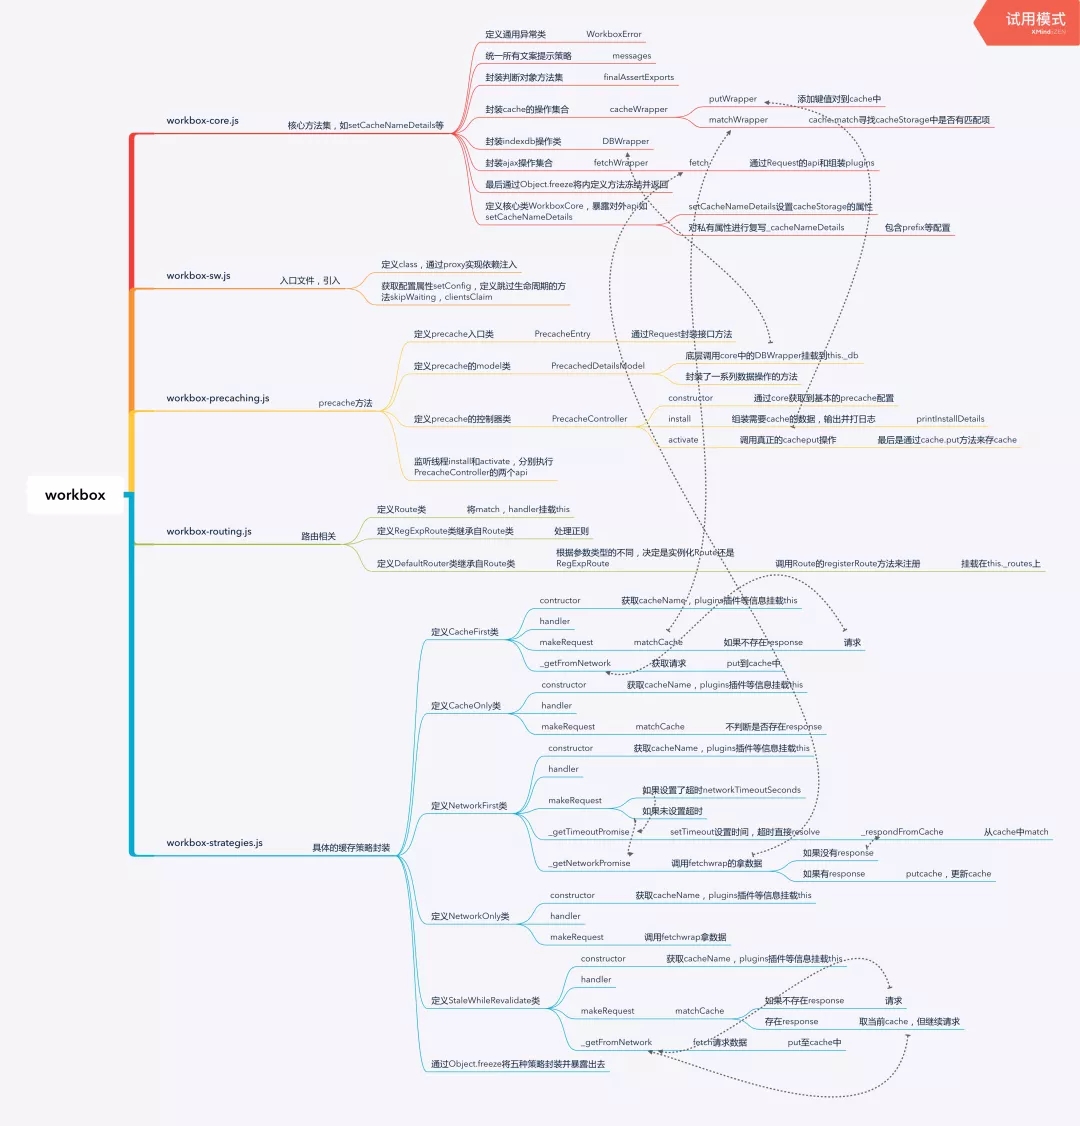 试用模式
XMind:ZEN
workbox
workbox-core.js
核心方法集，如setCacheNameDetails等
定义通用异常类
WorkboxError
统一所有文案提示策略
messages
封装判断对象方法集
finalAssertExports
封装cache的操作集合
cacheWrapper
putWrapper
添加键值对到cache中
matchWrapper
cache.match寻找cacheStorage中是否有匹配项
封装indexdb操作类
DBWrapper
封装ajax操作集合
fetchWrapper
fetch
通过Request的api和组装plugins
最后通过Object.freeze将内定义方法冻结并返回
定义核心类WorkboxCore，暴露对外api如
setCacheNameDetails
setCacheNameDetails设置cacheStorage的属性
对私有属性进行复写_cacheNameDetails
包含prefix等配置
workbox-sw.js
入口文件，引入
定义class，通过proxy实现依赖注入
获取配置属性setConfig，定义跳过生命周期的方
法skipWaiting，clientsClaim
workbox-precaching.js
precache方法
定义precache入口类
PrecacheEntry
通过Request封装接口方法
定义precache的model类
PrecachedDetailsModel
底层调用core中的DBWrapper挂载到this._db
封装了一系列数据操作的方法
定义precache的控制器类
PrecacheController
constructor
通过core获取到基本的precache配置
install
组装需要cache的数据，输出并打日志
printInstallDetails
activate
调用真正的cacheput操作
最后是通过cache.put方法来存cache
监听线程install和activate，分别执行
PrecacheController的两个api
workbox-routing.js
路由相关
定义Route类
将match，handler挂载this
定义RegExpRoute类继承自Route类
处理正则
定义DefaultRouter类继承自Route类
根据参数类型的不同，决定是实例化Route还是
RegExpRoute
调用Route的registerRoute方法来注册
挂载在this._routes上
workbox-strategies.js
具体的缓存策略封装
定义CacheFirst类
contructor
获取cacheName，plugins插件等信息挂载this
handler
makeRequest
matchCache
如果不存在response
请求
_getFromNetwork
获取请求
put到cache中
定义CacheOnly类
constructor
获取cacheName，plugins插件等信息挂载this
handler
makeRequest
matchCache
不判断是否存在response
定义NetworkFirst类
constructor
获取cacheName，plugins插件等信息挂载this
handler
makeRequest
如果设置了超时networkTimeoutSeconds
如果未设置超时
_getTimeoutPromise
setTimeout设置时间，超时直接resolve
_respondFromCache
从cache中match
_getNetworkPromise
调用fetchwrap的拿数据
如果没有response
如果有response
putcache，更新cache
定义NetworkOnly类
constructor
获取cacheName，plugins插件等信息挂载this
handler
makeRequest
调用fetchwrap拿数据
定义StaleWhileRevalidate类
constructor
获取cacheName，plugins插件等信息挂载this
handler
makeRequest
matchCache
如果不存在response
请求
存在response
取当前cache，但继续请求
_getFromNetwork
fetch请求数据
put至cache中
通过Object.freeze将五种策略封装并暴露出去